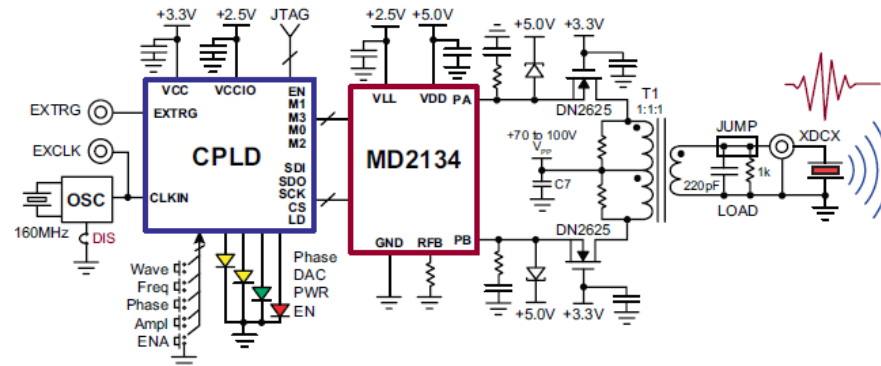 +3.3V
+2.5V
JTAG
+2.5V
+5.0V
+5.0V
+3.3V
VCC
VCCIO
EN
M1
M3
M0
M2
EXTRG
EXTRG
EXCLK
CPLD
SDI
SDO
SCK
CS
LD
OSC
CLKIN
160MHz
DIS
Wave
Freq
Phase
Ampl
ENA
Phase
DAC
PWR
EN
VLL
VDD
PA
MD2134
GND
RFB
PB
DN2625
T1
1:1:1
+70 to 100V
VPP
C7
DN2625
+5.0V
+3.3V
JUMP
XDCX
220pF
1k
LOAD